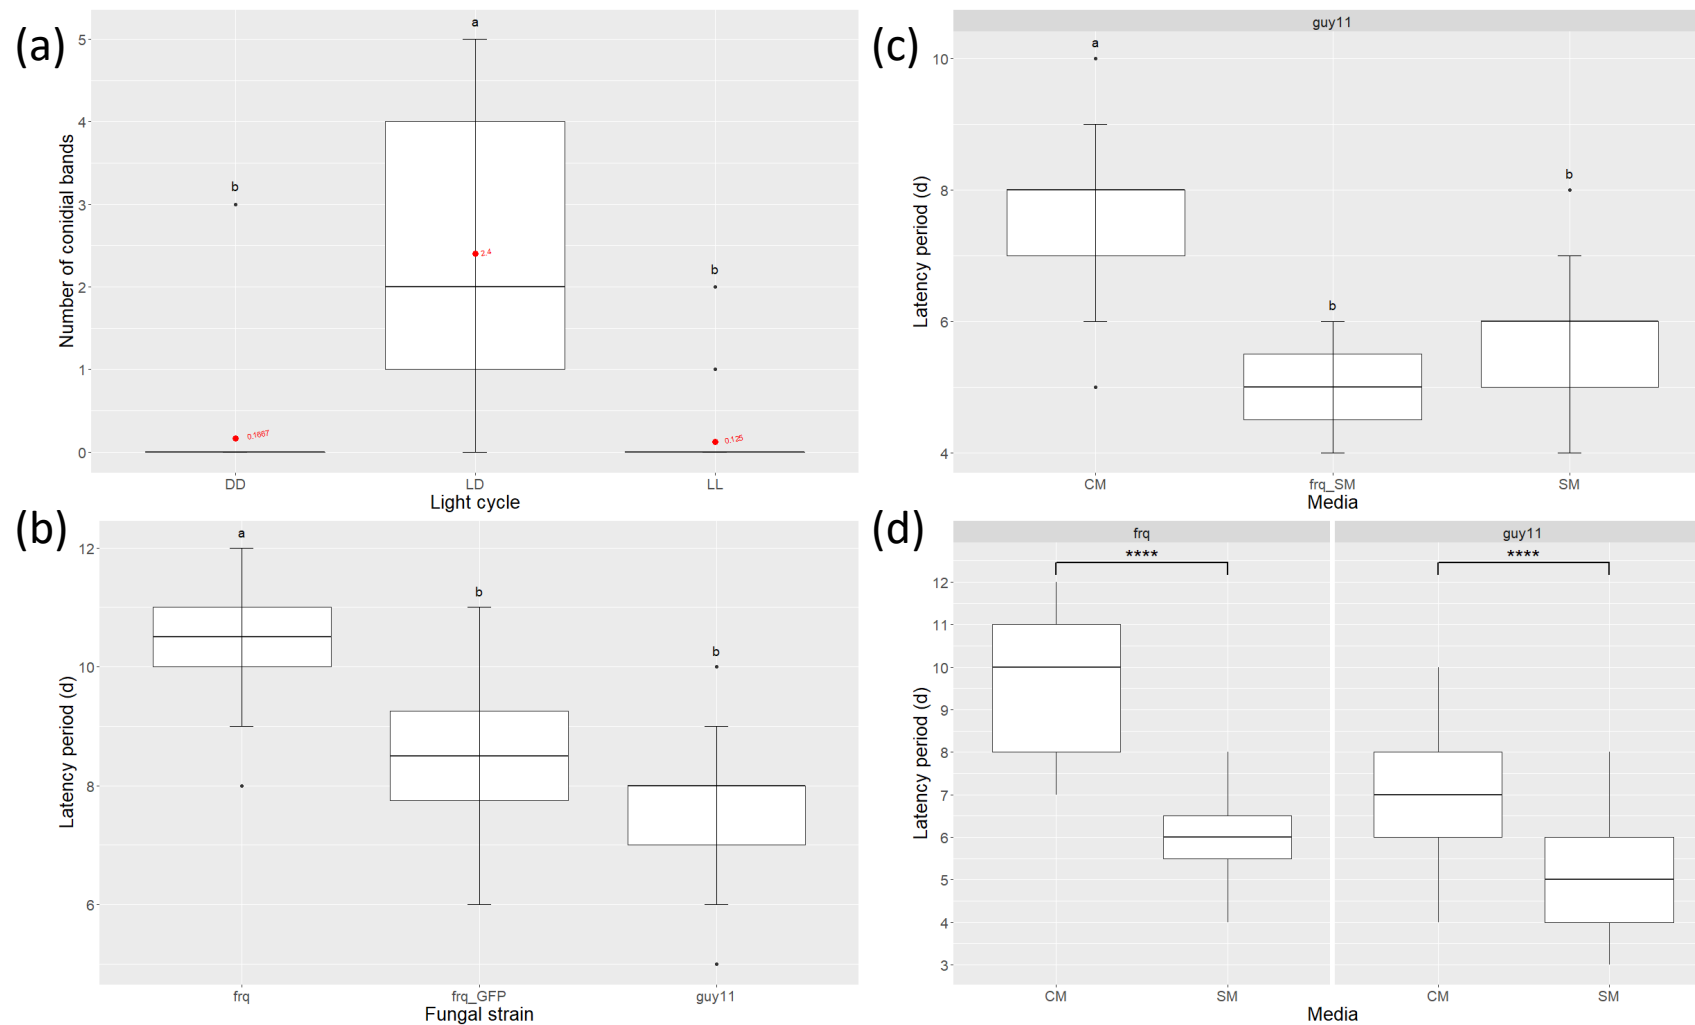 (a)
Number of conidial bands
5
4
3
2
1
0
b
a
b
0.1667
2.4
0.125
DD LD LL
Light cycle
(c)
guy11
Latency period (d)
10
8
6
4
a
b
b
CM frq_SM SM
Media
(b)
Latency period (d)
12
10
8
6
a
b
b
frq frq_GFP guy11
Fungal strain
(d)
frq guy11
**** ****
Latency period (d)
12
11
10
9
8
7
6
5
4
3
CM SM CM SM
Media